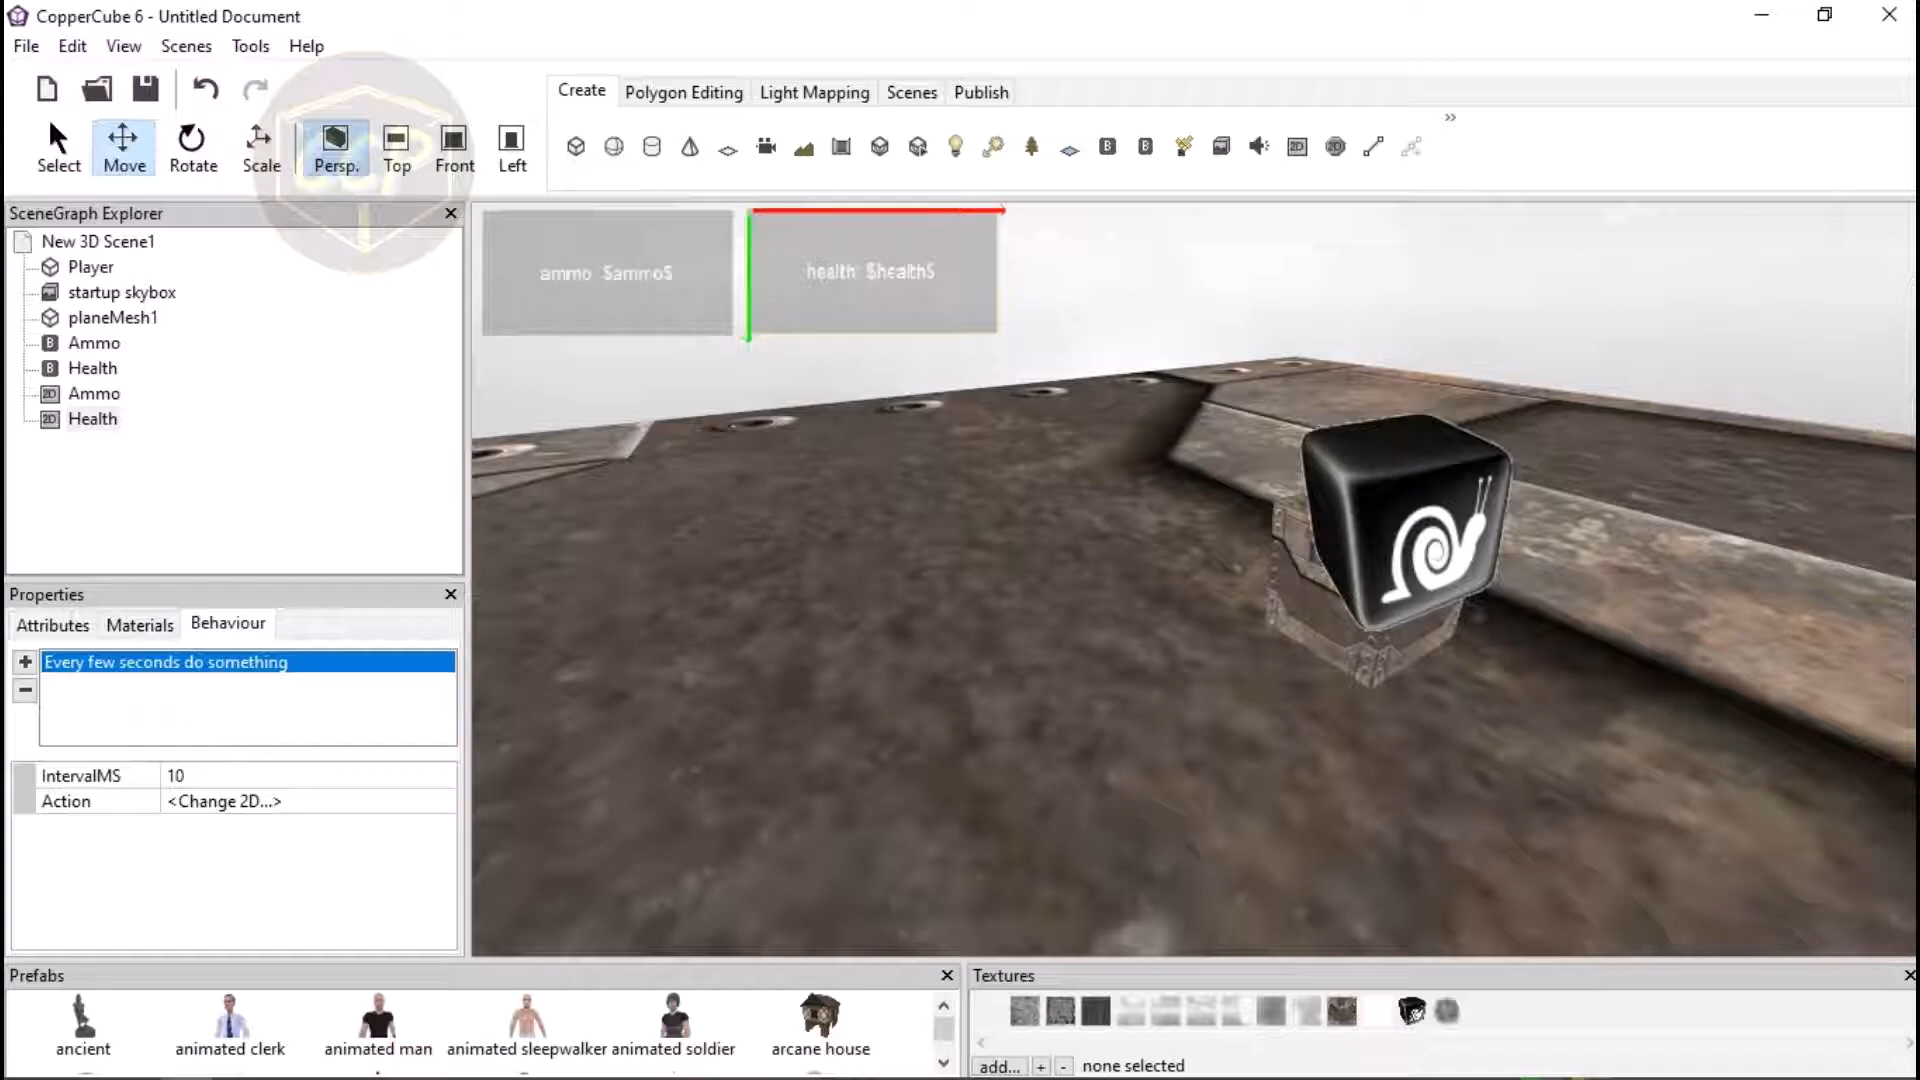 CopperCube 6 - Untitled Document
File Edit View Scenes Tools Help
Create Polygon Editing Light Mapping Scenes Publish
Select Move Rotate Scale Persp. Top Front Left
SceneGraph Explorer
New 3D Scene1
Player
startup skybox
planeMesh1
B Ammo
B Health
2D Ammo
2D Health
ammo $ammo$
health $health$
Properties
Attributes Materials Behaviour
Every few seconds do something
IntervalMS 10
Action <Change 2D...>
Prefabs
ancient animated clerk animated man animated sleepwalker animated soldier arcane house
Textures
add... + - none selected